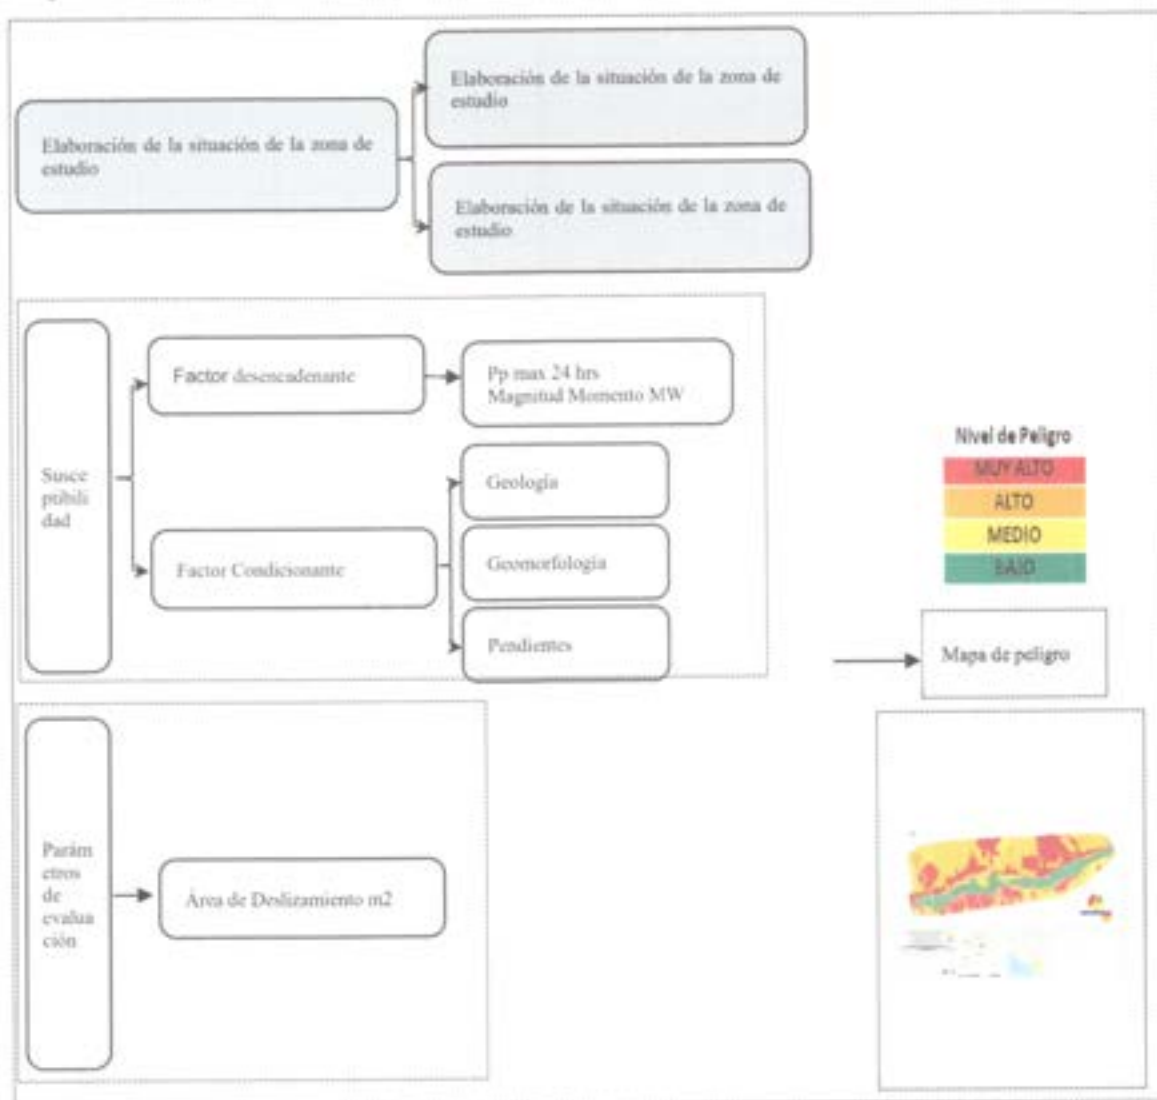 Elaboración de la situación de la zona de
estudio
Elaboración de la situación de la zona de
estudio
Elaboración de la situación de la zona de
estudio
Susce
ptibili
dad
Factor desencadenante
Pp max 24 hrs
Magnitud Momento MW
Factor Condicionante
Geología
Geomorfología
Pendientes
Nivel de Peligro
MUY ALTO
ALTO
MEDIO
BAJO
Mapa de peligro
Parám
etros
de
evalua
ción
Área de Deslizamiento m2